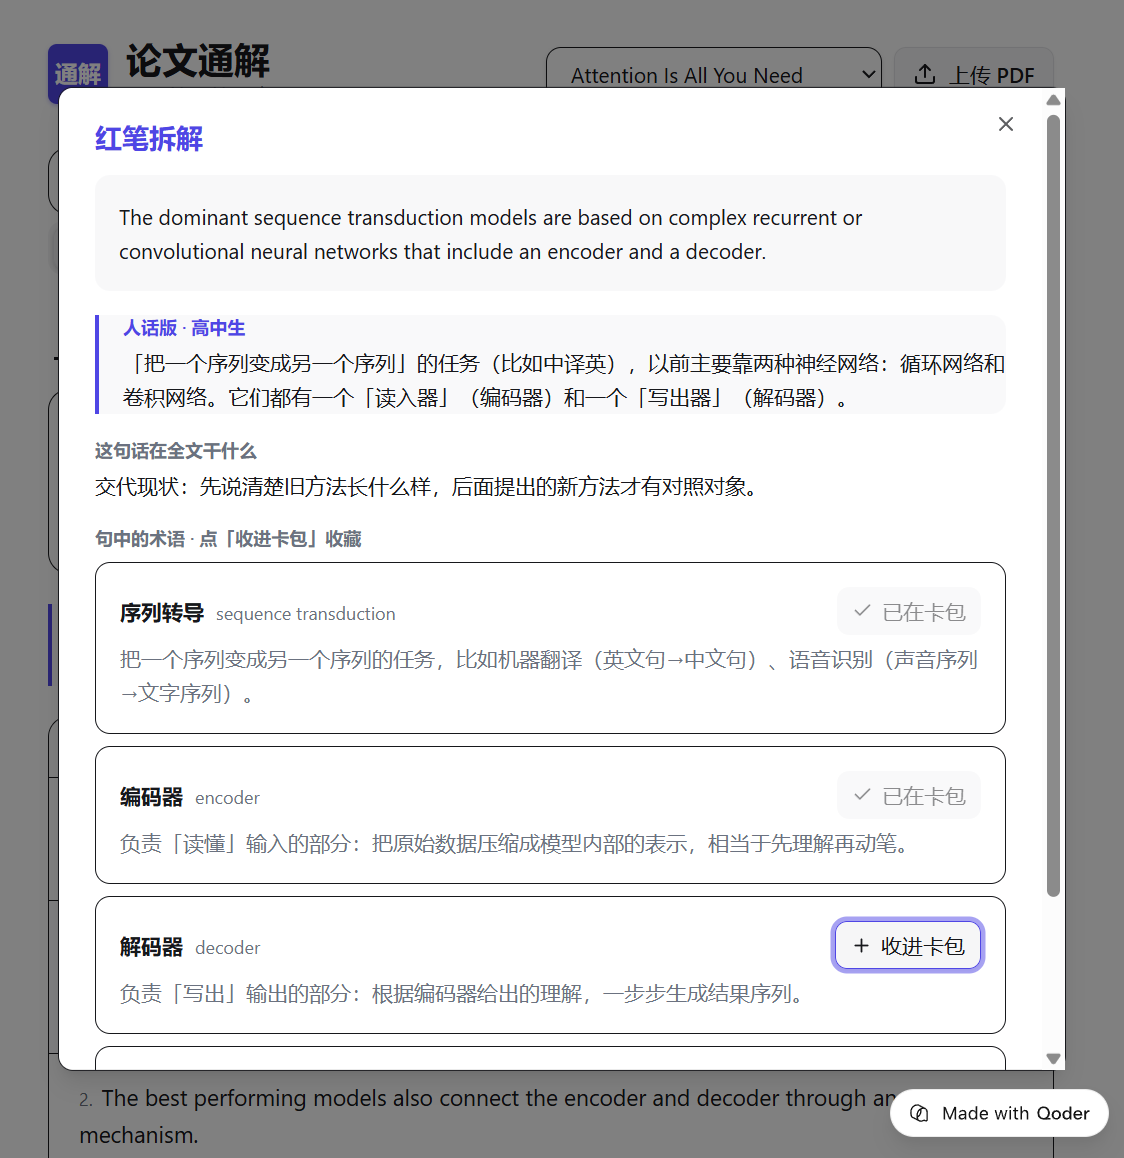 通解
论文通解
Attention Is All You Need
上传 PDF
红笔拆解
The dominant sequence transduction models are based on complex recurrent or
convolutional neural networks that include an encoder and a decoder.
人话版 · 高中生
「把一个序列变成另一个序列」的任务（比如中译英），以前主要靠两种神经网络：循环网络和
卷积网络。它们都有一个「读入器」（编码器）和一个「写出器」（解码器）。
这句话在全文干什么
交代现状：先说清楚旧方法长什么样，后面提出的新方法才有对照对象。
句中的术语 · 点「收进卡包」收藏
序列转导 sequence transduction
已在卡包
把一个序列变成另一个序列的任务，比如机器翻译（英文句→中文句）、语音识别（声音序列
→文字序列）。
编码器 encoder
已在卡包
负责「读懂」输入的部分：把原始数据压缩成模型内部的表示，相当于先理解再动笔。
解码器 decoder
+ 收进卡包
负责「写出」输出的部分：根据编码器给出的理解，一步步生成结果序列。
2. The best performing models also connect the encoder and decoder through an
mechanism.
Made with Qoder